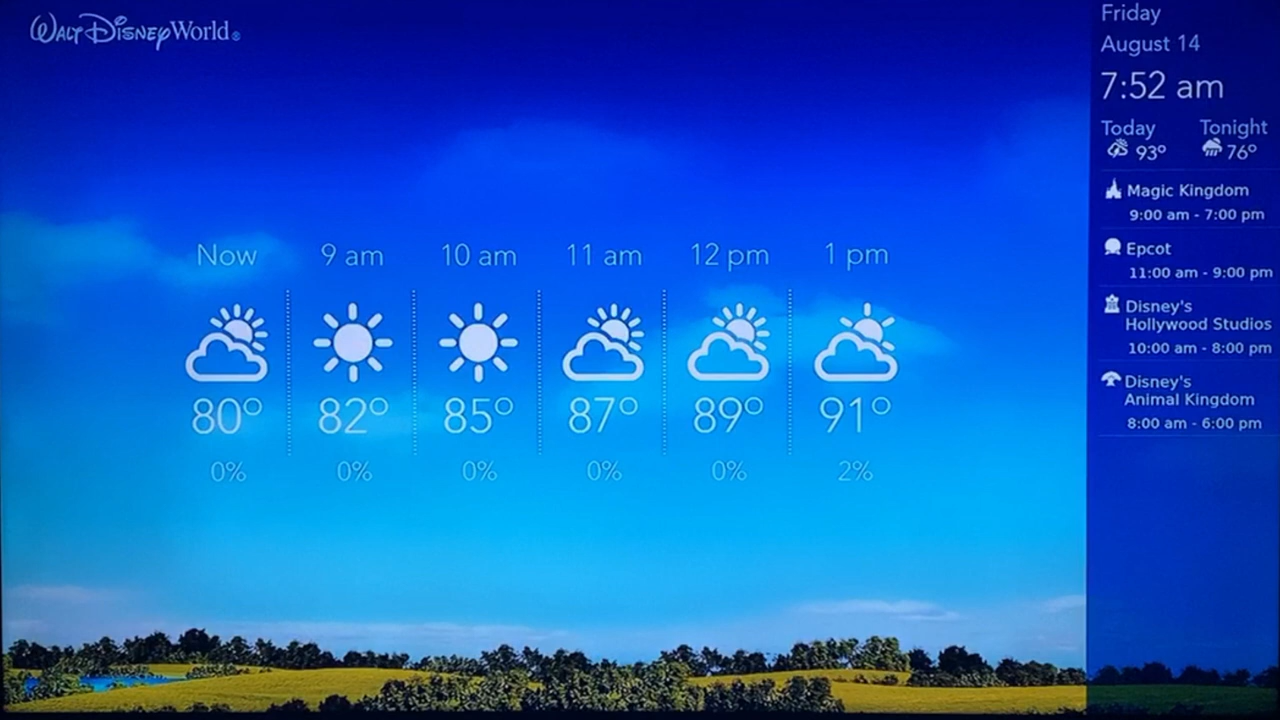 Walt Disney World®
Friday
August 14
7:52 am
Today Tonight
93° 76°
Magic Kingdom
9:00 am - 7:00 pm
Epcot
11:00 am - 9:00 pm
Disney's
Hollywood Studios
10:00 am - 8:00 pm
Disney's
Animal Kingdom
8:00 am - 6:00 pm
Now 9 am 10 am 11 am 12 pm 1 pm
80° 82° 85° 87° 89° 91°
0% 0% 0% 0% 0% 2%